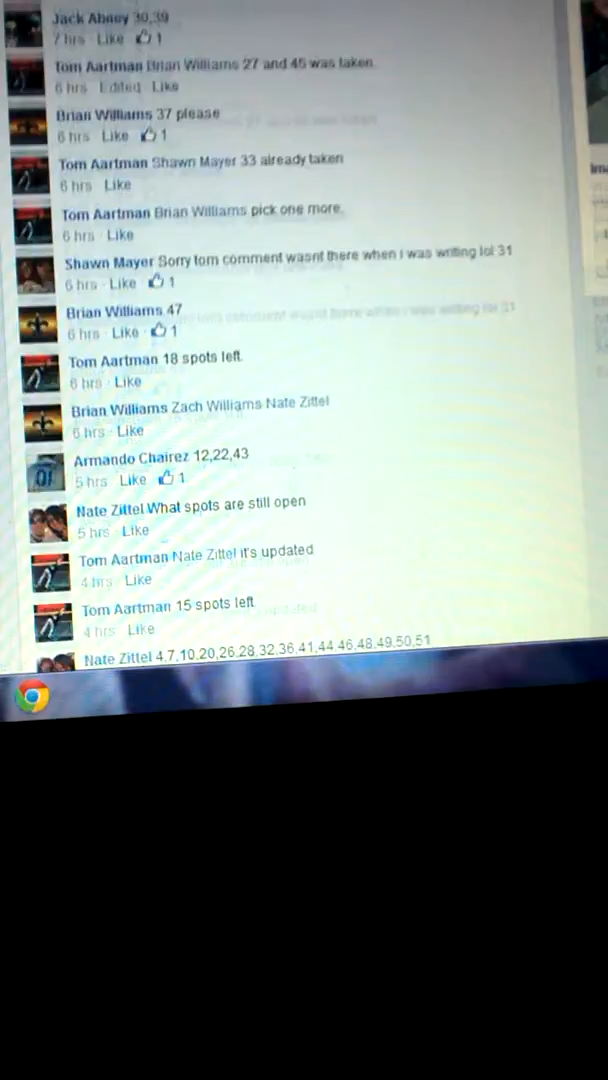 Jack Abney 30,39
7 hrs · Like · 1
Tom Aartman Brian Williams 27 and 45 was taken.
6 hrs · Edited · Like
Brian Williams 37 please
6 hrs · Like · 1
Tom Aartman Shawn Mayer 33 already taken
6 hrs · Like
Tom Aartman Brian Williams pick one more.
6 hrs · Like
Shawn Mayer Sorry tom comment wasnt there when i was writing lol 31
6 hrs · Like · 1
Brian Williams 47
6 hrs · Like · 1
Tom Aartman 18 spots left.
6 hrs · Like
Brian Williams Zach Williams Nate Zittel
6 hrs · Like
Armando Chairez 12,22,43
5 hrs · Like · 1
Nate Zittel What spots are still open
5 hrs · Like
Tom Aartman Nate Zittel it's updated
4 hrs · Like
Tom Aartman 15 spots left
4 hrs · Like
Nate Zittel 4,7,10,20,26,28,32,36,41,44,46,48,49,50,51